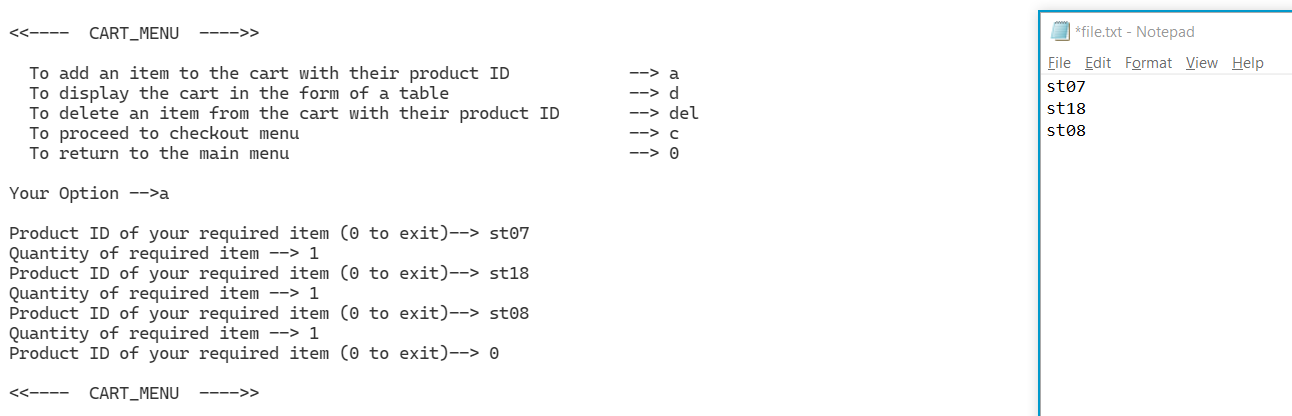 <<----  CART_MENU  ---->>
To add an item to the cart with their product ID --> a
To display the cart in the form of a table --> d
To delete an item from the cart with their product ID --> del
To proceed to checkout menu --> c
To return to the main menu --> 0
Your Option -->a
Product ID of your required item (0 to exit)--> st07
Quantity of required item --> 1
Product ID of your required item (0 to exit)--> st18
Quantity of required item --> 1
Product ID of your required item (0 to exit)--> st08
Quantity of required item --> 1
Product ID of your required item (0 to exit)--> 0
<<----  CART_MENU  ---->>
*file.txt - Notepad
File Edit Format View Help
st07
st18
st08